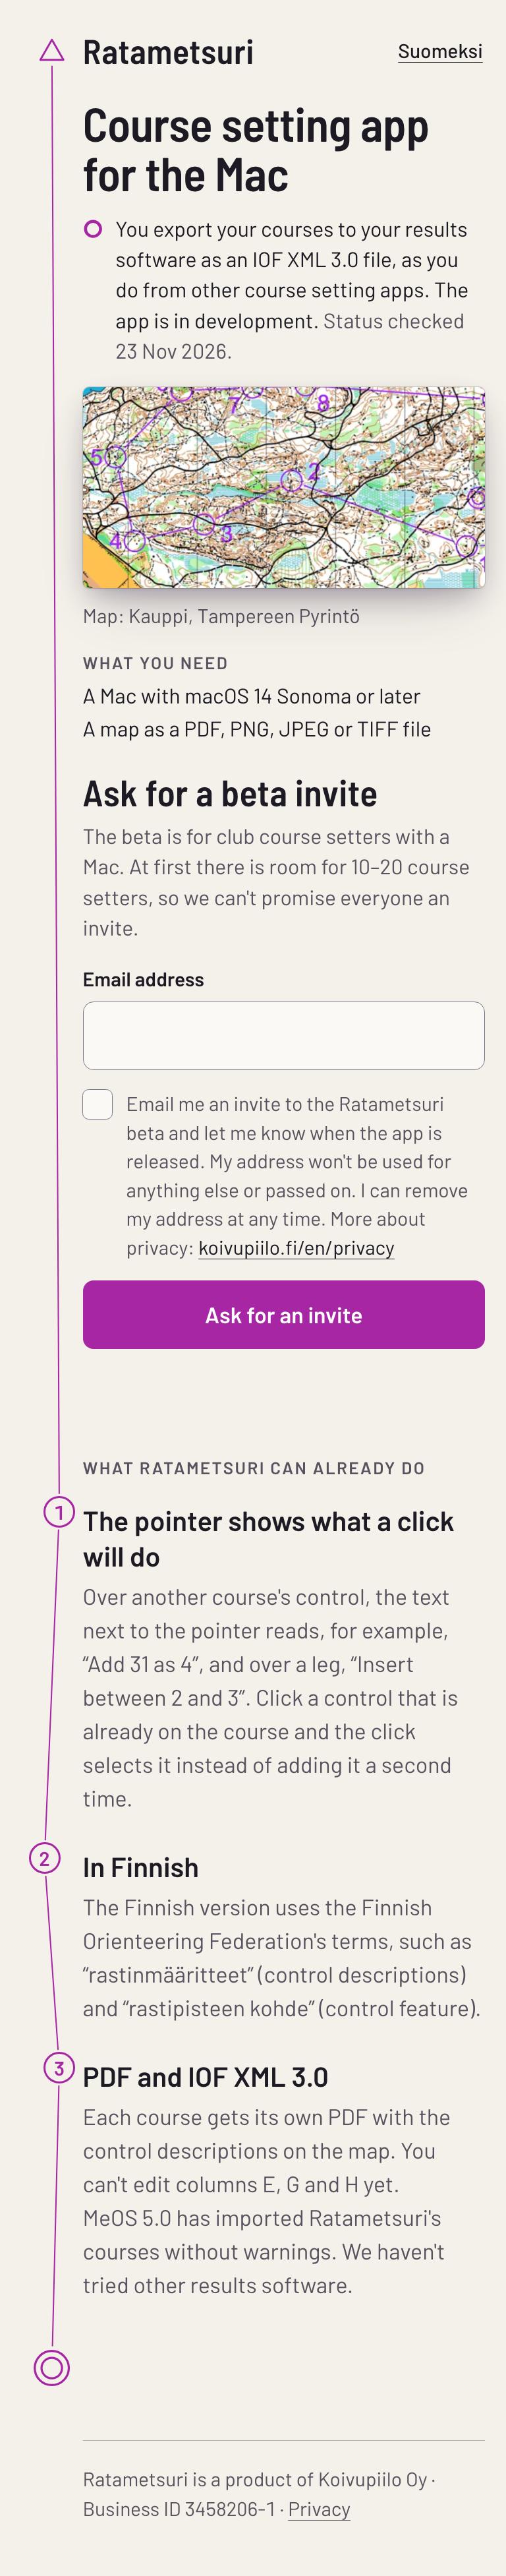 Ratametsuri
Suomeksi
Course setting app
for the Mac
You export your courses to your results
software as an IOF XML 3.0 file, as you
do from other course setting apps. The
app is in development. Status checked
23 Nov 2026.
7
8
5
2
3
4
Map: Kauppi, Tampereen Pyrintö
WHAT YOU NEED
A Mac with macOS 14 Sonoma or later
A map as a PDF, PNG, JPEG or TIFF file
Ask for a beta invite
The beta is for club course setters with a
Mac. At first there is room for 10–20 course
setters, so we can't promise everyone an
invite.
Email address
Email me an invite to the Ratametsuri
beta and let me know when the app is
released. My address won't be used for
anything else or passed on. I can remove
my address at any time. More about
privacy: koivupiilo.fi/en/privacy
Ask for an invite
WHAT RATAMETSURI CAN ALREADY DO
1
The pointer shows what a click
will do
Over another course's control, the text
next to the pointer reads, for example,
“Add 31 as 4”, and over a leg, “Insert
between 2 and 3”. Click a control that is
already on the course and the click
selects it instead of adding it a second
time.
2
In Finnish
The Finnish version uses the Finnish
Orienteering Federation's terms, such as
“rastinmääritteet” (control descriptions)
and “rastipisteen kohde” (control feature).
3
PDF and IOF XML 3.0
Each course gets its own PDF with the
control descriptions on the map. You
can't edit columns E, G and H yet.
MeOS 5.0 has imported Ratametsuri's
courses without warnings. We haven't
tried other results software.
Ratametsuri is a product of Koivupiilo Oy ·
Business ID 3458206-1 · Privacy